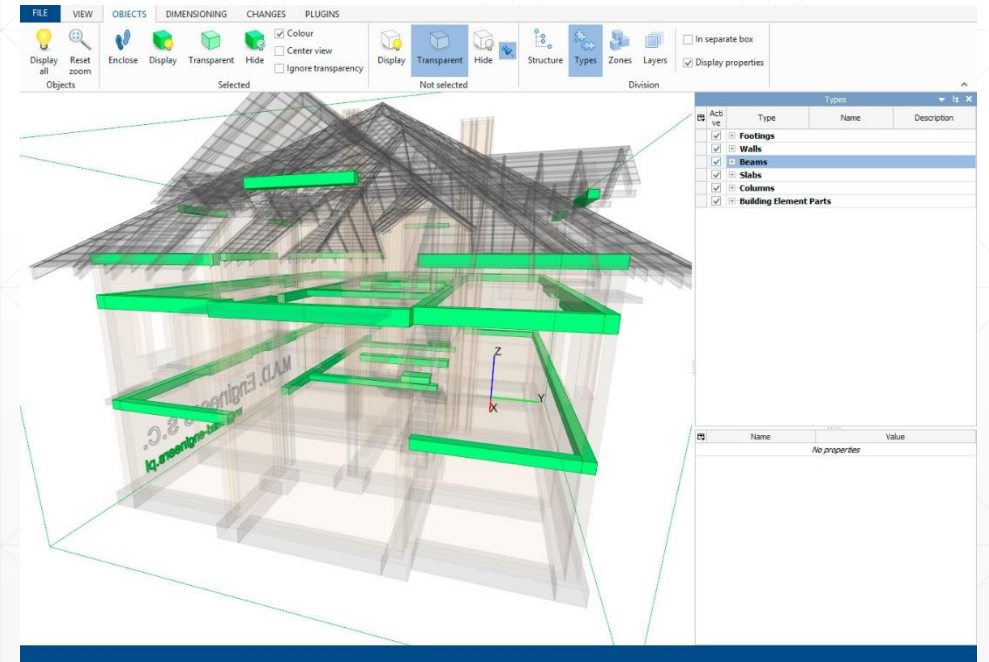 FILE VIEW OBJECTS DIMENSIONING CHANGES PLUGINS
Display all
Reset zoom
Objects
Enclose
Display
Transparent
Hide
Colour
Center view
Ignore transparency
Selected
Display
Transparent
Hide
Not selected
Structure
Types
Zones
Layers
In separate box
Display properties
Division
Types
Active Type Name Description
Footings
Walls
Beams
Slabs
Columns
Building Element Parts
Name Value
No properties
Z
Y
X
M.A.D. Engineers S.C.